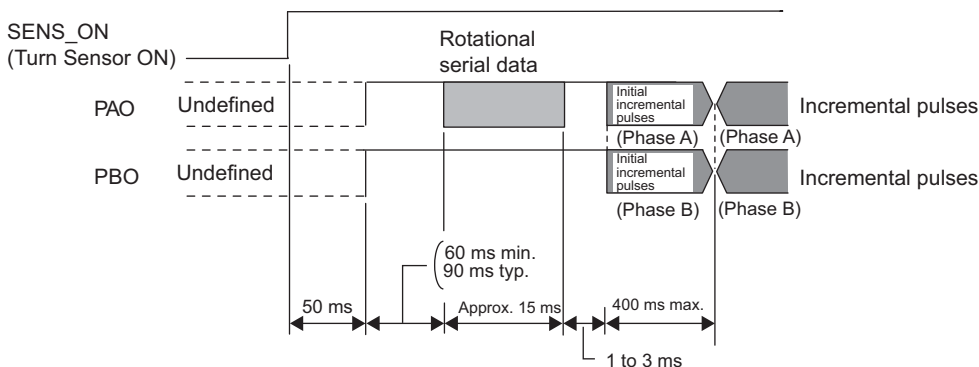 SENS_ON
(Turn Sensor ON)
Rotational
serial data
PAO
Undefined
Initial
incremental
pulses
Incremental pulses
(Phase A)
(Phase A)
PBO
Undefined
Initial
incremental
pulses
Incremental pulses
(Phase B)
(Phase B)
60 ms min.
90 ms typ.
50 ms
Approx. 15 ms
400 ms max.
1 to 3 ms